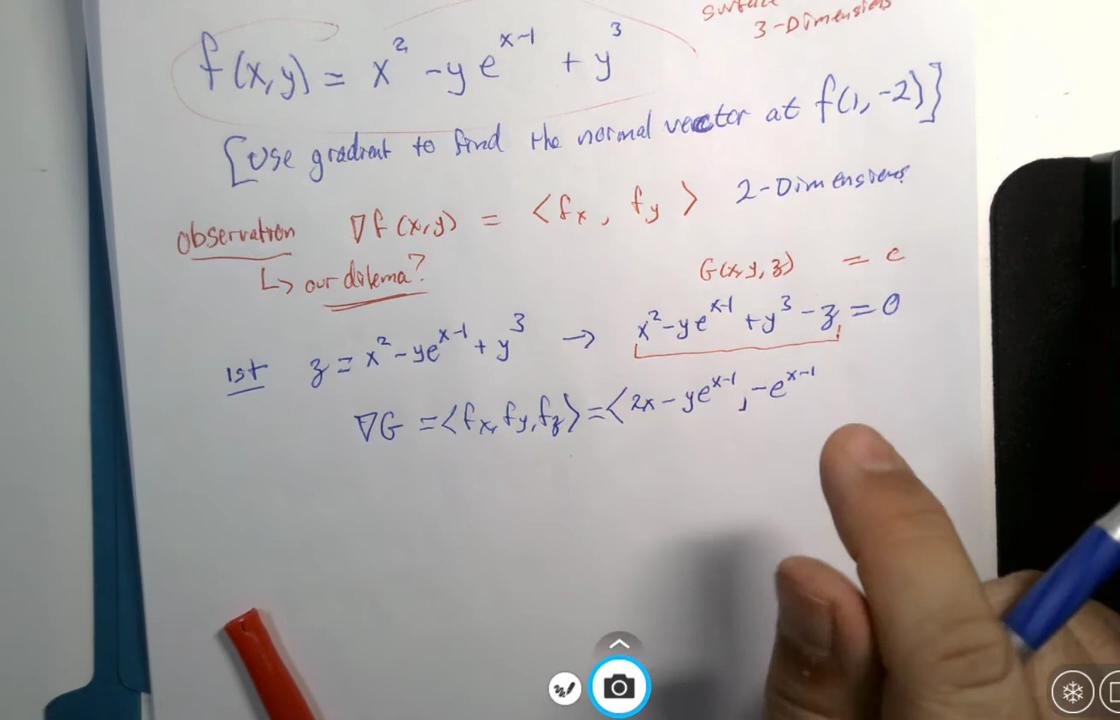 surface
3-Dimensions
f(x,y) = x² - y e^(x-1) + y³
[Use gradient to find the normal vector at f(1,-2)]
observation ∇f(x,y) = <fx, fy> 2-Dimensions
↳ our dilema?
G(x,y,z) = c
1st z = x² - ye^(x-1) + y³ → x² - ye^(x-1) + y³ - z = 0
∇G = <fx, fy, fz> = <2x - ye^(x-1), -e^(x-1)